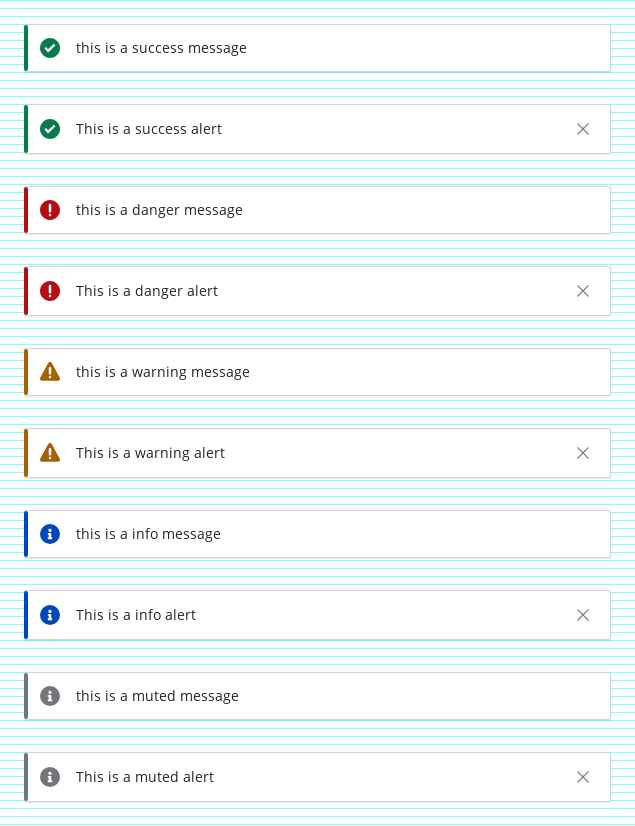 this is a success message
This is a success alert
this is a danger message
This is a danger alert
this is a warning message
This is a warning alert
this is a info message
This is a info alert
this is a muted message
This is a muted alert